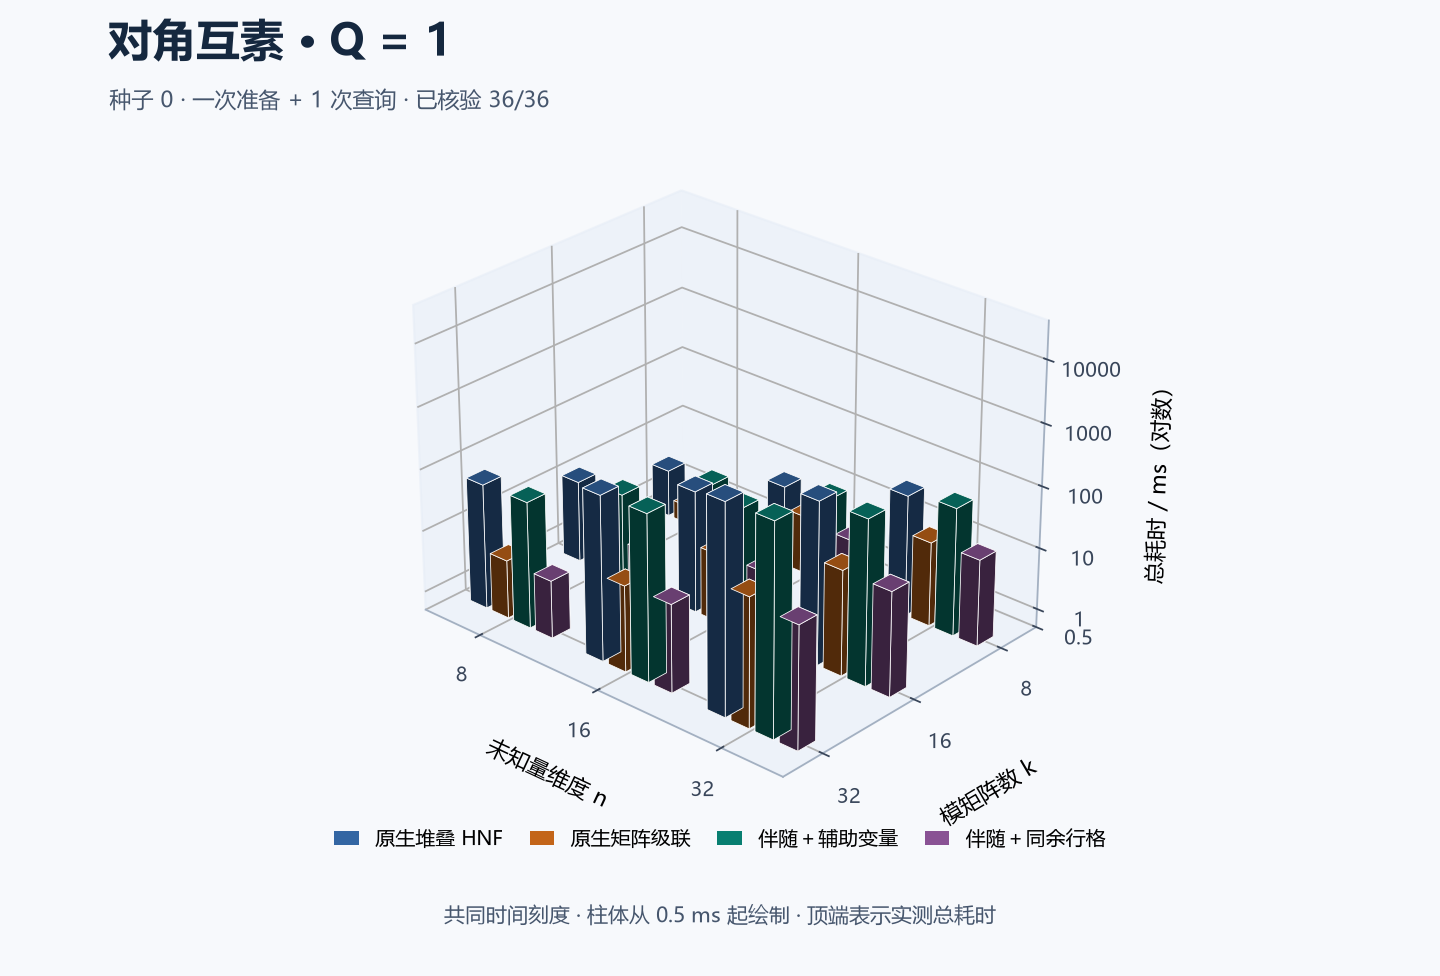 对角互素 • Q = 1
种子 0 · 一次准备 + 1 次查询 · 已核验 36/36
10000
1000
100
10
1
0.5
总耗时 / ms（对数）
8
16
32
未知量维度 n
8
16
32
模矩阵数 k
原生堆叠 HNF
原生矩阵级联
伴随 + 辅助变量
伴随 + 同余行格
共同时间刻度 · 柱体从 0.5 ms 起绘制 · 顶端表示实测总耗时